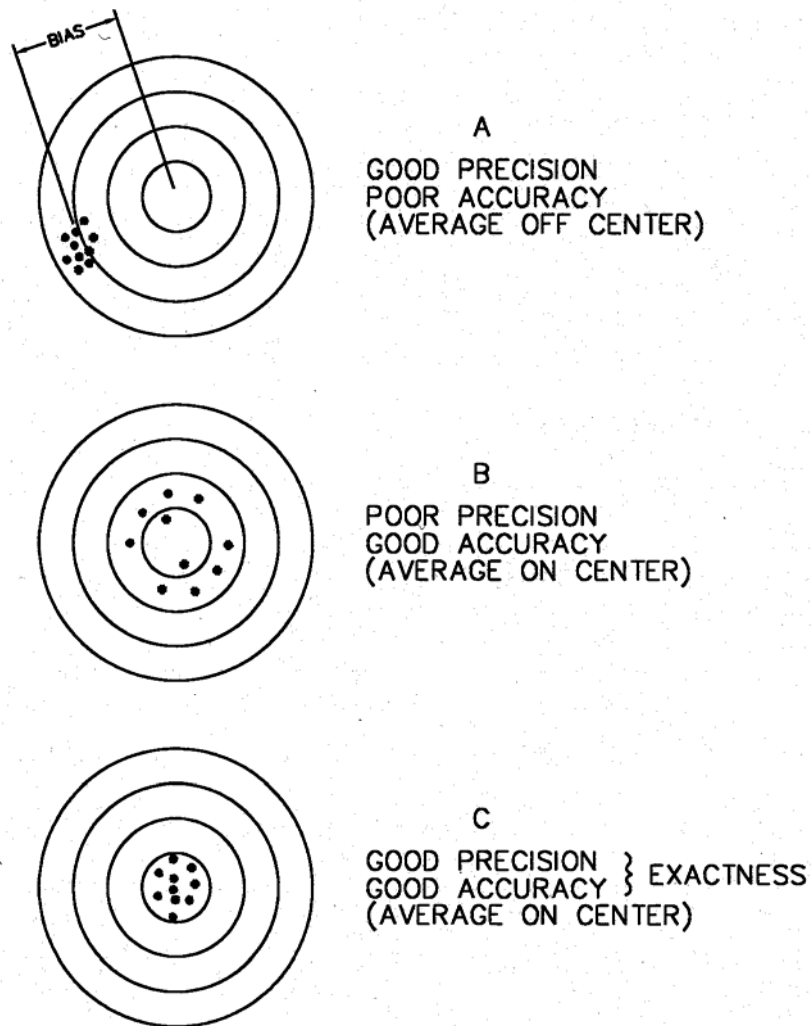 BIAS
A
GOOD PRECISION
POOR ACCURACY
(AVERAGE OFF CENTER)
B
POOR PRECISION
GOOD ACCURACY
(AVERAGE ON CENTER)
C
GOOD PRECISION
GOOD ACCURACY } EXACTNESS
(AVERAGE ON CENTER)